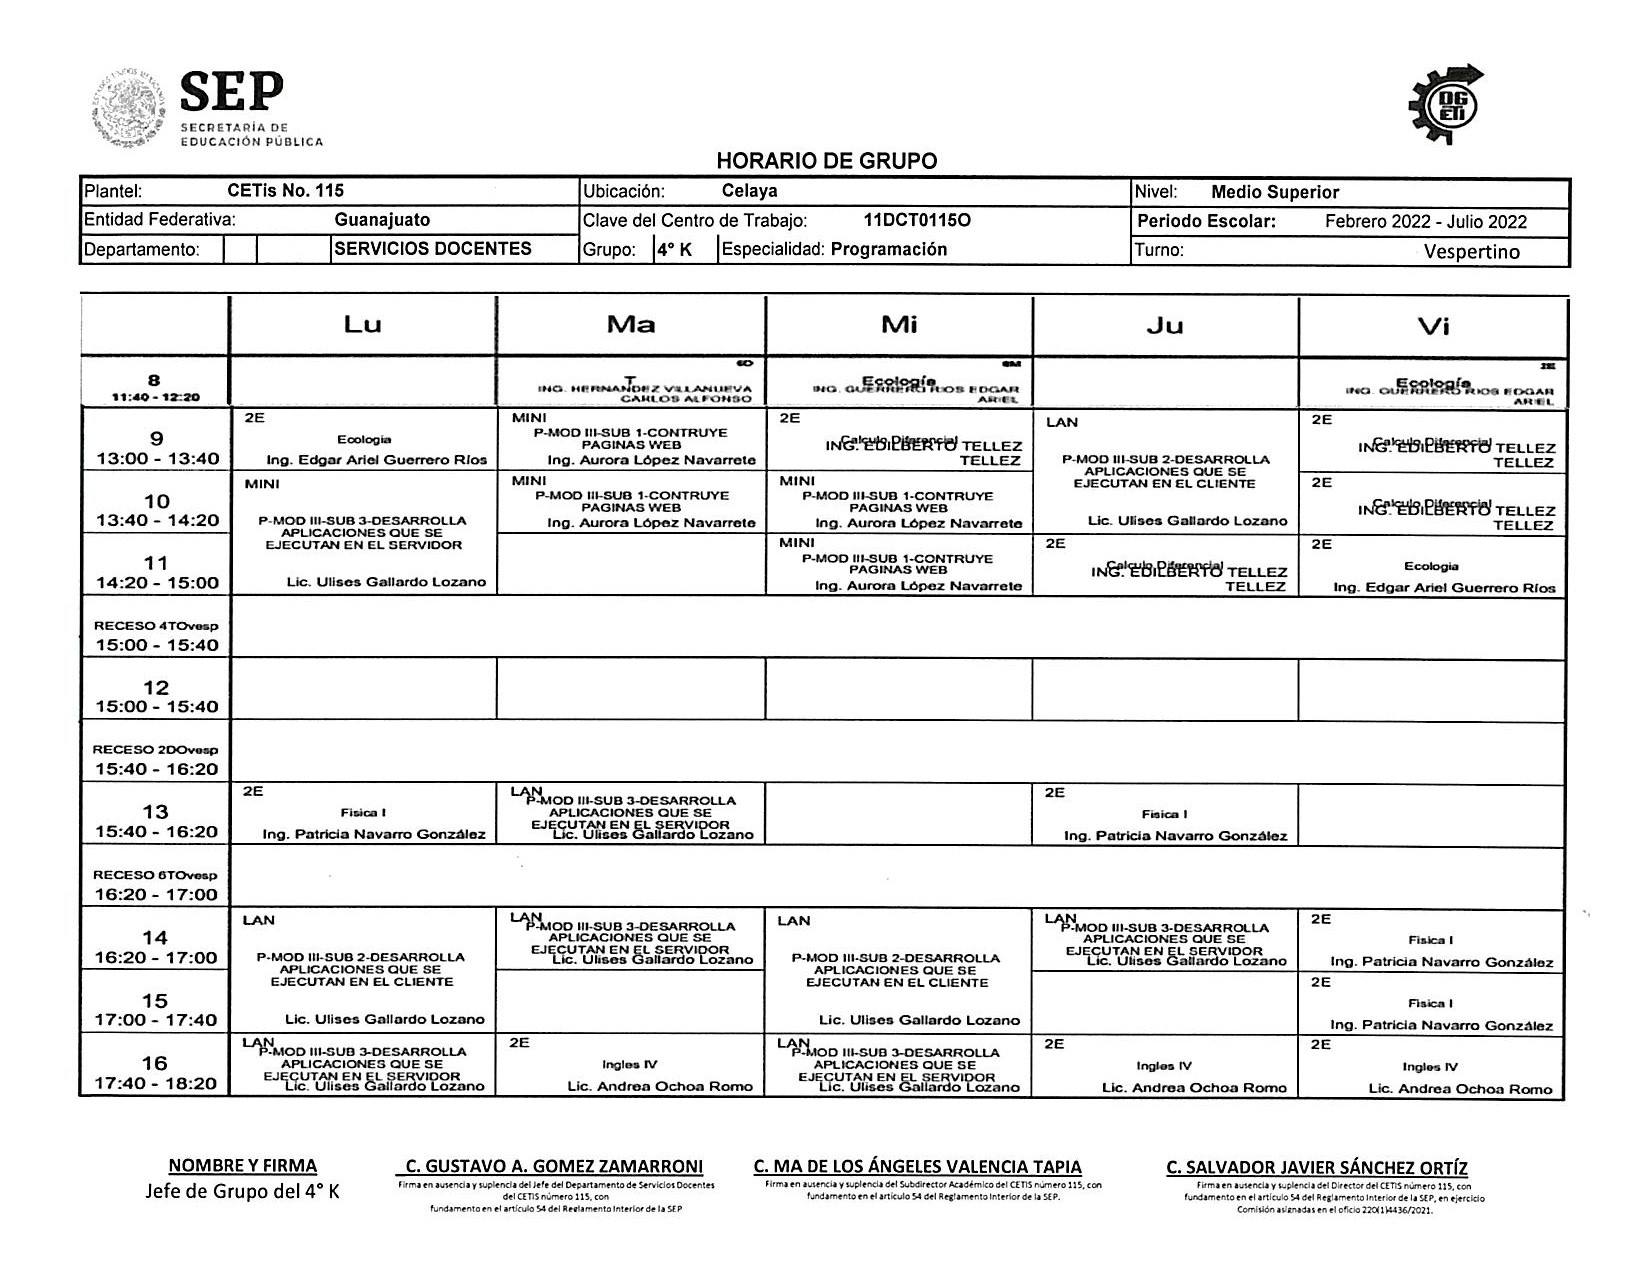 SEP
SECRETARÍA DE
EDUCACIÓN PÚBLICA
DG
ETI
HORARIO DE GRUPO
Plantel: CETis No. 115 Ubicación: Celaya Nivel: Medio Superior
Entidad Federativa: Guanajuato Clave del Centro de Trabajo: 11DCT0115O Periodo Escolar: Febrero 2022 - Julio 2022
Departamento: SERVICIOS DOCENTES Grupo: 4° K Especialidad: Programación Turno: Vespertino
Lu Ma Mi Ju Vi
8
11:40 - 12:20
6D
T
ING. HERNANDEZ VILLANUEVA
CARLOS ALFONSO
6M
Ecología
ING. GUERRERO RIOS EDGAR
ARIEL
Ecología
ING. GUERRERO RIOS EDGAR
ARIEL
9
13:00 - 13:40
2E
Ecologia
Ing. Edgar Ariel Guerrero Ríos
MINI
P-MOD III-SUB 1-CONTRUYE
PAGINAS WEB
Ing. Aurora López Navarrete
2E
Calculo Diferencial
ING. EDILBERTO TELLEZ
TELLEZ
LAN
P-MOD III-SUB 2-DESARROLLA
APLICACIONES QUE SE
EJECUTAN EN EL CLIENTE
Lic. Ulises Gallardo Lozano
2E
Calculo Diferencial
ING. EDILBERTO TELLEZ
TELLEZ
10
13:40 - 14:20
MINI
P-MOD III-SUB 3-DESARROLLA
APLICACIONES QUE SE
EJECUTAN EN EL SERVIDOR
Lic. Ulises Gallardo Lozano
MINI
P-MOD III-SUB 1-CONTRUYE
PAGINAS WEB
Ing. Aurora López Navarrete
MINI
P-MOD III-SUB 1-CONTRUYE
PAGINAS WEB
Ing. Aurora López Navarrete
2E
Calculo Diferencial
ING. EDILBERTO TELLEZ
TELLEZ
11
14:20 - 15:00
MINI
P-MOD III-SUB 1-CONTRUYE
PAGINAS WEB
Ing. Aurora López Navarrete
2E
Calculo Diferencial
ING. EDILBERTO TELLEZ
TELLEZ
2E
Ecologia
Ing. Edgar Ariel Guerrero Ríos
RECESO 4TOvesp
15:00 - 15:40
12
15:00 - 15:40
RECESO 2DOvesp
15:40 - 16:20
13
15:40 - 16:20
2E
Fisica I
Ing. Patricia Navarro González
LAN
P-MOD III-SUB 3-DESARROLLA
APLICACIONES QUE SE
EJECUTAN EN EL SERVIDOR
Lic. Ulises Gallardo Lozano
2E
Fisica I
Ing. Patricia Navarro González
RECESO 6TOvesp
16:20 - 17:00
14
16:20 - 17:00
LAN
P-MOD III-SUB 2-DESARROLLA
APLICACIONES QUE SE
EJECUTAN EN EL CLIENTE
Lic. Ulises Gallardo Lozano
LAN
P-MOD III-SUB 3-DESARROLLA
APLICACIONES QUE SE
EJECUTAN EN EL SERVIDOR
Lic. Ulises Gallardo Lozano
LAN
P-MOD III-SUB 2-DESARROLLA
APLICACIONES QUE SE
EJECUTAN EN EL CLIENTE
Lic. Ulises Gallardo Lozano
LAN
P-MOD III-SUB 3-DESARROLLA
APLICACIONES QUE SE
EJECUTAN EN EL SERVIDOR
Lic. Ulises Gallardo Lozano
2E
Fisica I
Ing. Patricia Navarro González
15
17:00 - 17:40
2E
Fisica I
Ing. Patricia Navarro González
16
17:40 - 18:20
LAN
P-MOD III-SUB 3-DESARROLLA
APLICACIONES QUE SE
EJECUTAN EN EL SERVIDOR
Lic. Ulises Gallardo Lozano
2E
Ingles IV
Lic. Andrea Ochoa Romo
LAN
P-MOD III-SUB 3-DESARROLLA
APLICACIONES QUE SE
EJECUTAN EN EL SERVIDOR
Lic. Ulises Gallardo Lozano
2E
Ingles IV
Lic. Andrea Ochoa Romo
2E
Ingles IV
Lic. Andrea Ochoa Romo
NOMBRE Y FIRMA
Jefe de Grupo del 4° K
C. GUSTAVO A. GOMEZ ZAMARRONI
Firma en ausencia y suplencia del Jefe del Departamento de Servicios Docentes
del CETIS número 115, con
fundamento en el artículo 54 del Reglamento Interior de la SEP
C. MA DE LOS ÁNGELES VALENCIA TAPIA
Firma en ausencia y suplencia del Subdirector Académico del CETIS número 115, con
fundamento en el artículo 54 del Reglamento Interior de la SEP.
C. SALVADOR JAVIER SÁNCHEZ ORTÍZ
Firma en ausencia y suplencia del Director del CETIS número 115, con
fundamento en el artículo 54 del Reglamento Interior de la SEP, en ejercicio
Comisión asignadas en el oficio 220(1)4436/2021.